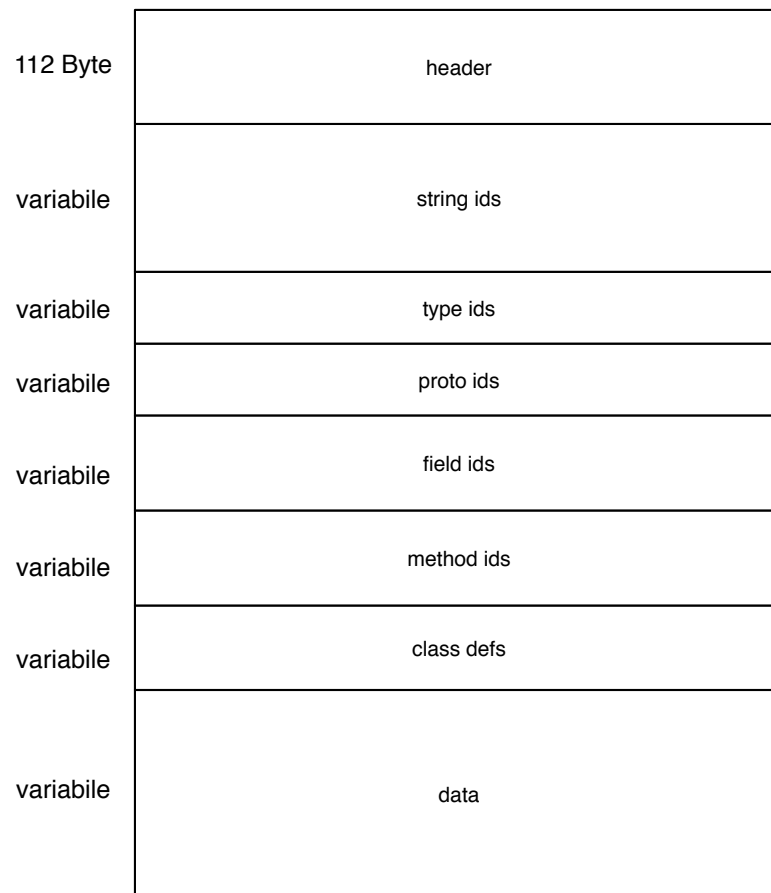 112 Byte header
variabile string ids
variabile type ids
variabile proto ids
variabile field ids
variabile method ids
variabile class defs
variabile data